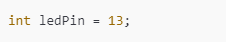 int ledPin = 13;